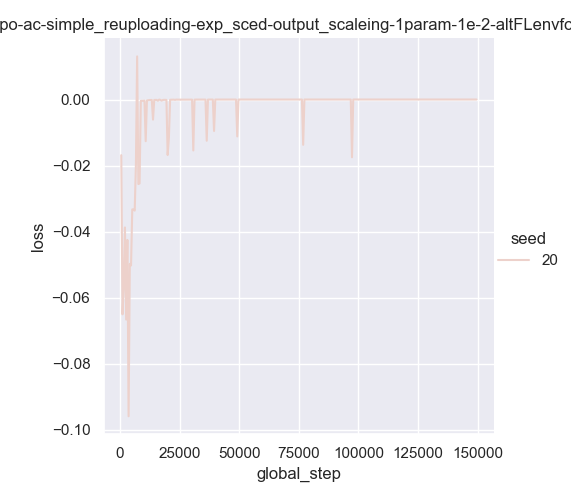 po-ac-simple_reuploading-exp_sced-output_scaleing-1param-1e-2-altFLenvfc
0.00
−0.02
−0.04
−0.06
−0.08
−0.10
loss
0 25000 50000 75000 100000 125000 150000
global_step
seed
20